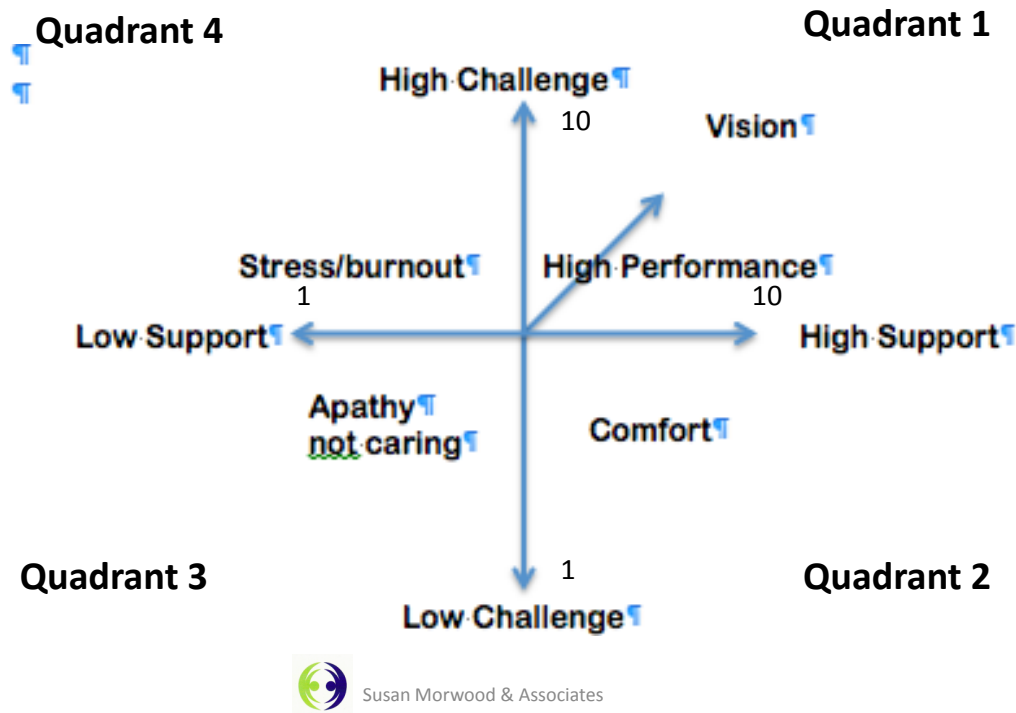 Quadrant 4
Quadrant 1
¶
¶
High·Challenge¶
10
Vision¶
Stress/burnout¶
High·Performance¶
1
10
Low·Support¶
High·Support¶
Apathy¶
not·caring¶
Comfort¶
Quadrant 3
1
Quadrant 2
Low·Challenge¶
Susan Morwood & Associates